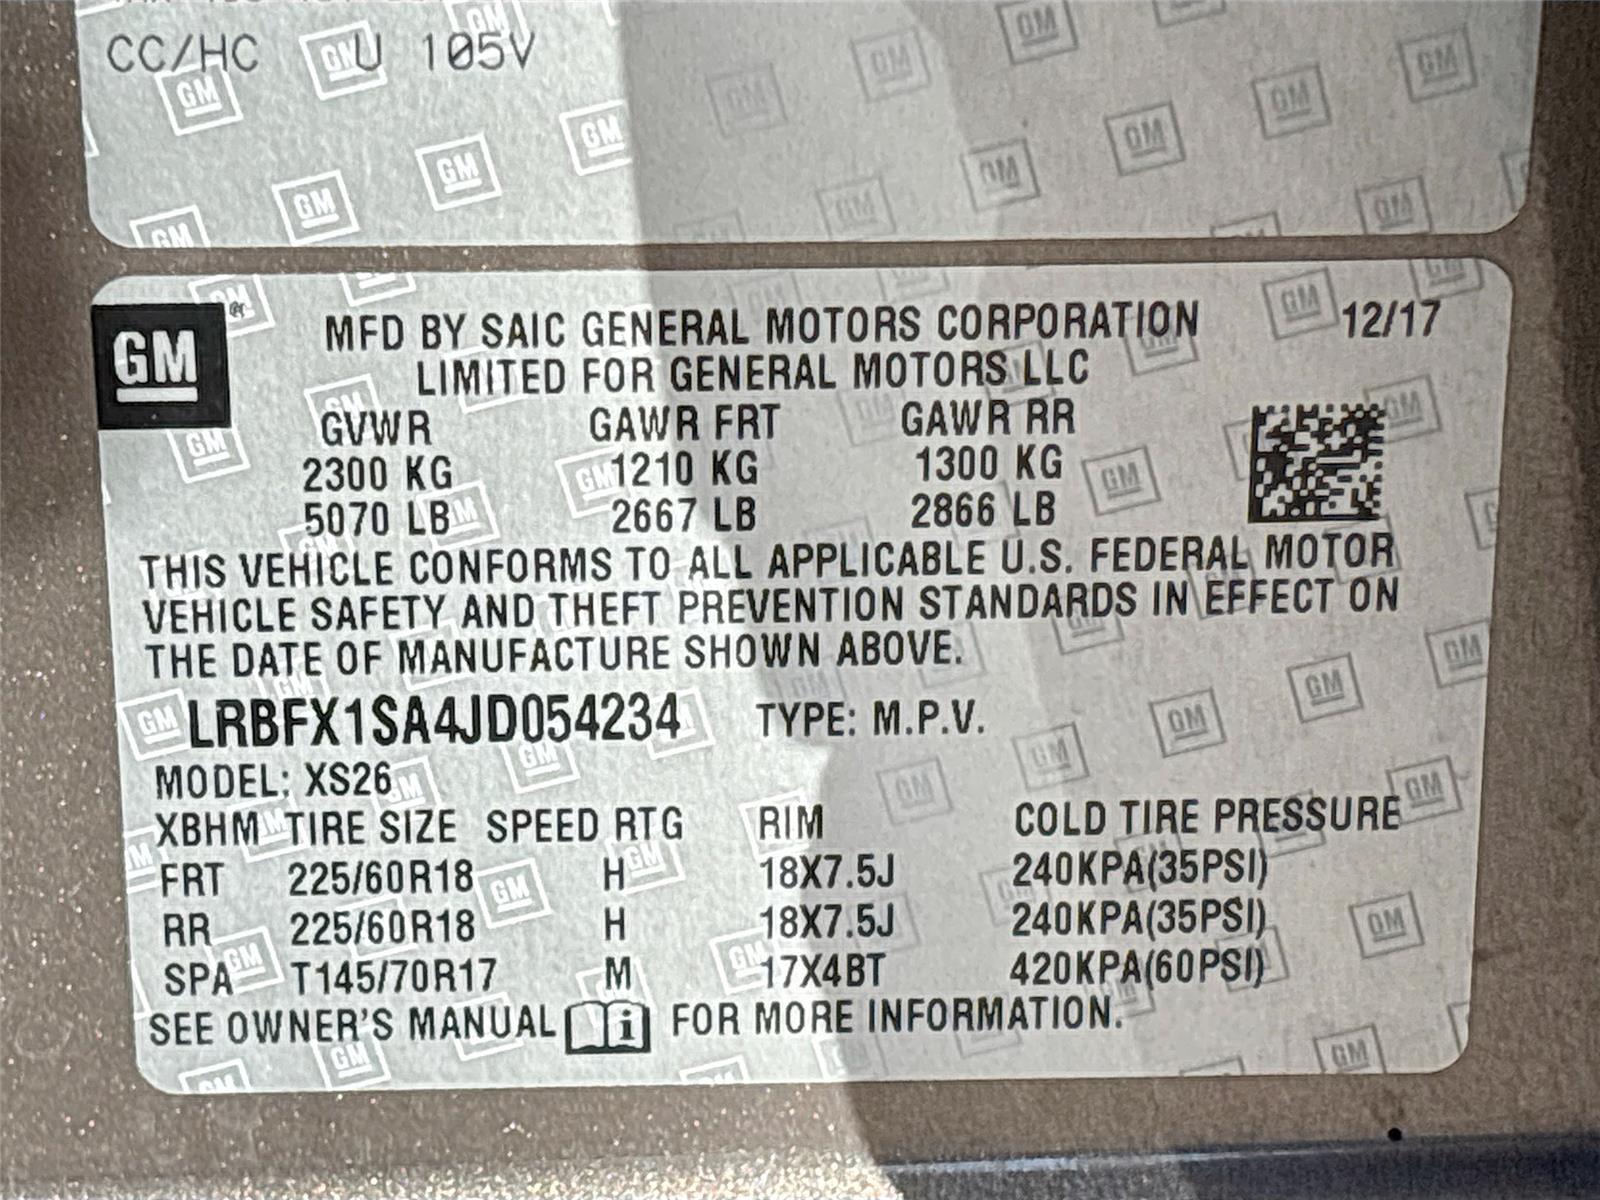 CC/HC U 105V
GM
MFD BY SAIC GENERAL MOTORS CORPORATION 12/17
LIMITED FOR GENERAL MOTORS LLC
GVWR GAWR FRT GAWR RR
2300 KG 1210 KG 1300 KG
5070 LB 2667 LB 2866 LB
THIS VEHICLE CONFORMS TO ALL APPLICABLE U.S. FEDERAL MOTOR
VEHICLE SAFETY AND THEFT PREVENTION STANDARDS IN EFFECT ON
THE DATE OF MANUFACTURE SHOWN ABOVE.
LRBFX1SA4JD054234 TYPE: M.P.V.
MODEL: XS26
XBHM TIRE SIZE SPEED RTG RIM COLD TIRE PRESSURE
FRT 225/60R18 H 18X7.5J 240KPA(35PSI)
RR 225/60R18 H 18X7.5J 240KPA(35PSI)
SPA T145/70R17 M 17X4BT 420KPA(60PSI)
SEE OWNER'S MANUAL i FOR MORE INFORMATION.